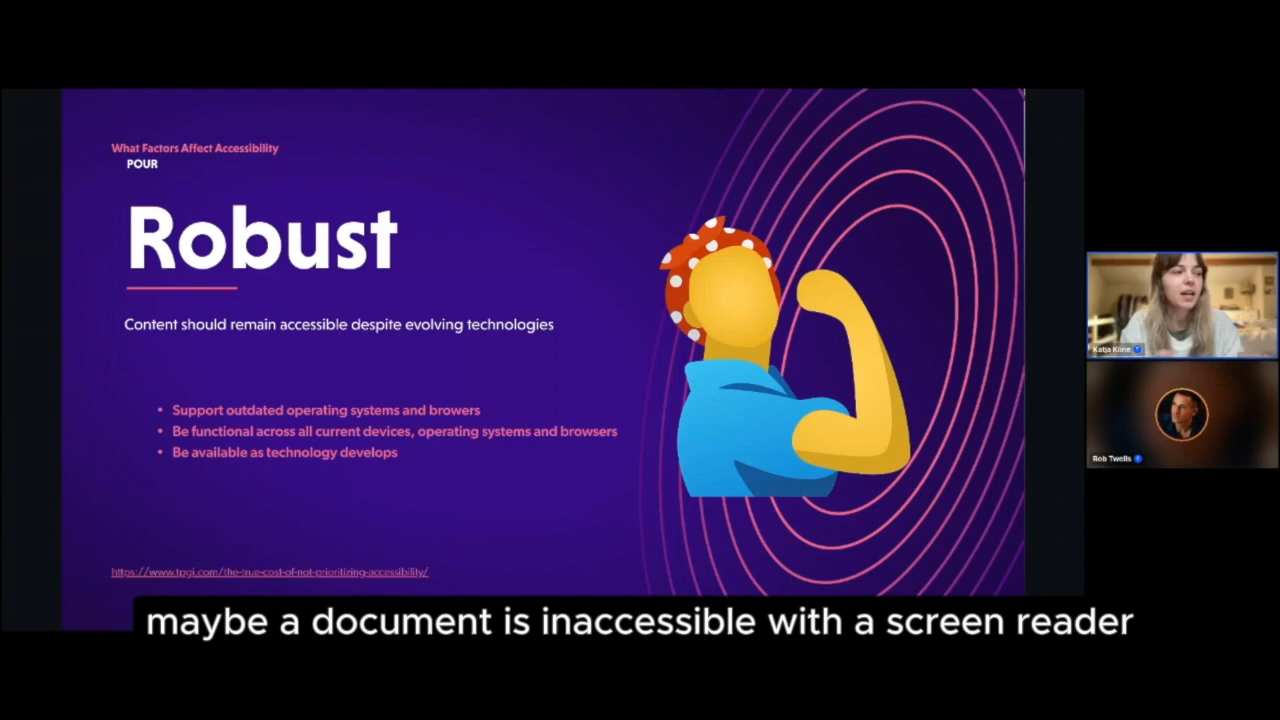 What Factors Affect Accessibility
POUR
Robust
Content should remain accessible despite evolving technologies
• Support outdated operating systems and browers
• Be functional across all current devices, operating systems and browsers
• Be available as technology develops
https://www.tpgi.com/the-true-cost-of-not-prioritizing-accessibility/
maybe a document is inaccessible with a screen reader
Katja Kline
Rob Twells